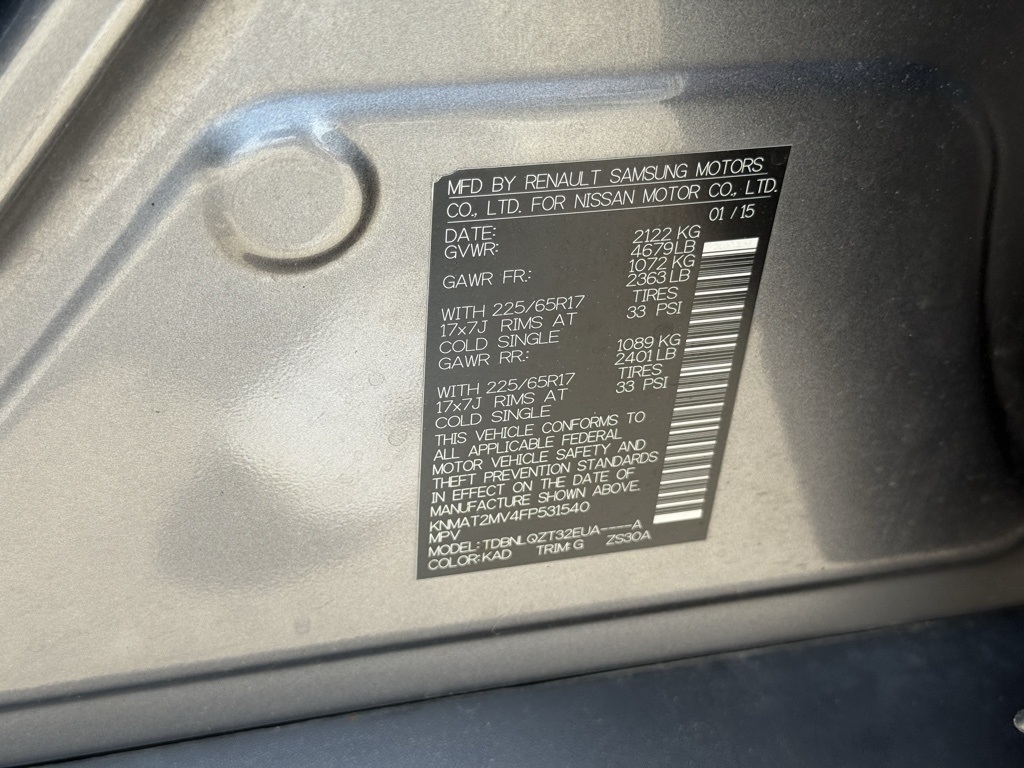 MFD BY RENAULT SAMSUNG MOTORS
CO., LTD. FOR NISSAN MOTOR CO., LTD.
DATE: 01 / 15
GVWR: 2122 KG
4679LB
GAWR FR.: 1072 KG
2363 LB
WITH 225/65R17 TIRES
17x7J RIMS AT 33 PSI
COLD SINGLE
GAWR RR.: 1089 KG
2401 LB
WITH 225/65R17 TIRES
17x7J RIMS AT 33 PSI
COLD SINGLE
THIS VEHICLE CONFORMS TO
ALL APPLICABLE FEDERAL
MOTOR VEHICLE SAFETY AND
THEFT PREVENTION STANDARDS
IN EFFECT ON THE DATE OF
MANUFACTURE SHOWN ABOVE.
KNMAT2MV4FP531540
MPV
MODEL: TDBNLQZT32EUA----A
COLOR: KAD TRIM: G ZS30A